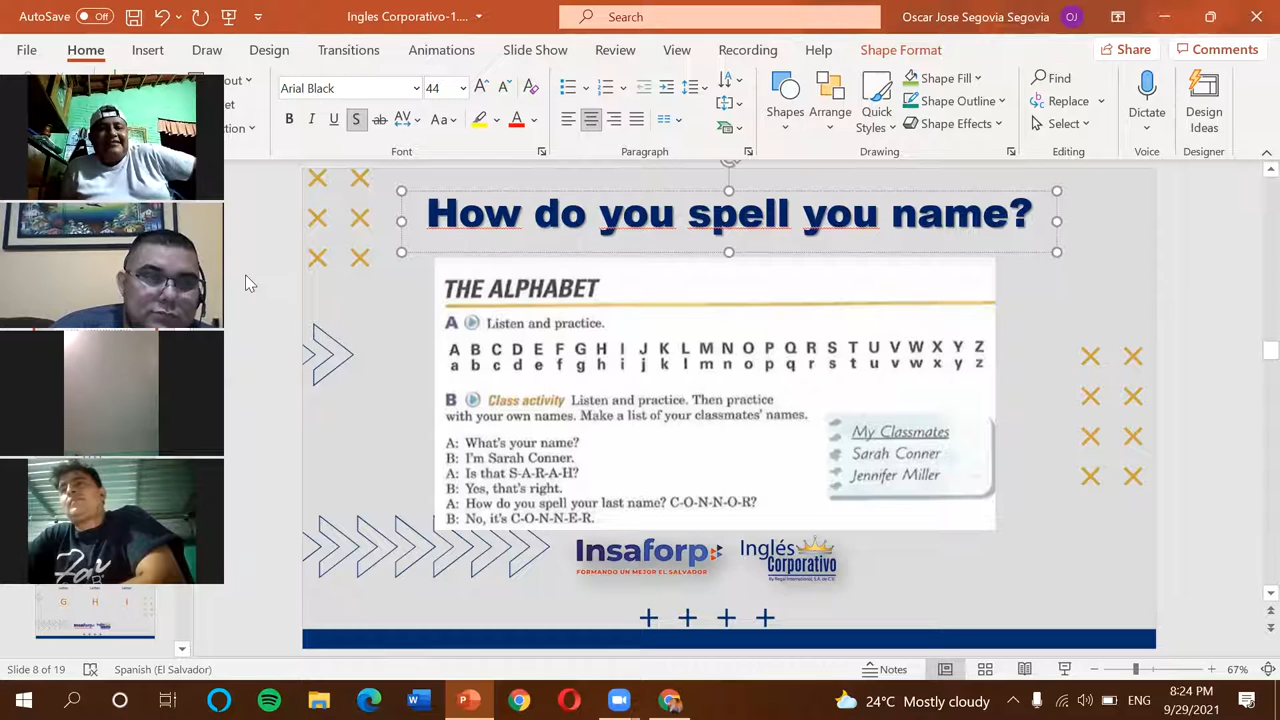 AutoSave Off Ingles Corporativo-1.... Search Oscar Jose Segovia Segovia OJ
File Home Insert Draw Design Transitions Animations Slide Show Review View Recording Help Shape Format Share Comments
Arial Black 44
Shapes Arrange Quick Styles
Shape Fill
Shape Outline
Shape Effects
Find
Replace
Select
Dictate
Design Ideas
Font Paragraph Drawing Editing Voice Designer
How do you spell you name?
THE ALPHABET
A Listen and practice.
A B C D E F G H I J K L M N O P Q R S T U V W X Y Z
a b c d e f g h i j k l m n o p q r s t u v w x y z
B Class activity Listen and practice. Then practice
with your own names. Make a list of your classmates' names.
A: What's your name?
B: I'm Sarah Conner.
A: Is that S-A-R-A-H?
B: Yes, that's right.
A: How do you spell your last name? C-O-N-N-O-R?
B: No, it's C-O-N-N-E-R.
My Classmates
Sarah Conner
Jennifer Miller
Insaforp
FORMANDO UN MEJOR EL SALVADOR
Inglés
Corporativo
By Regal International, S.A. de C.V.
G H I
Slide 8 of 19 Spanish (El Salvador) Notes 67%
24°C Mostly cloudy ENG 8:24 PM
9/29/2021